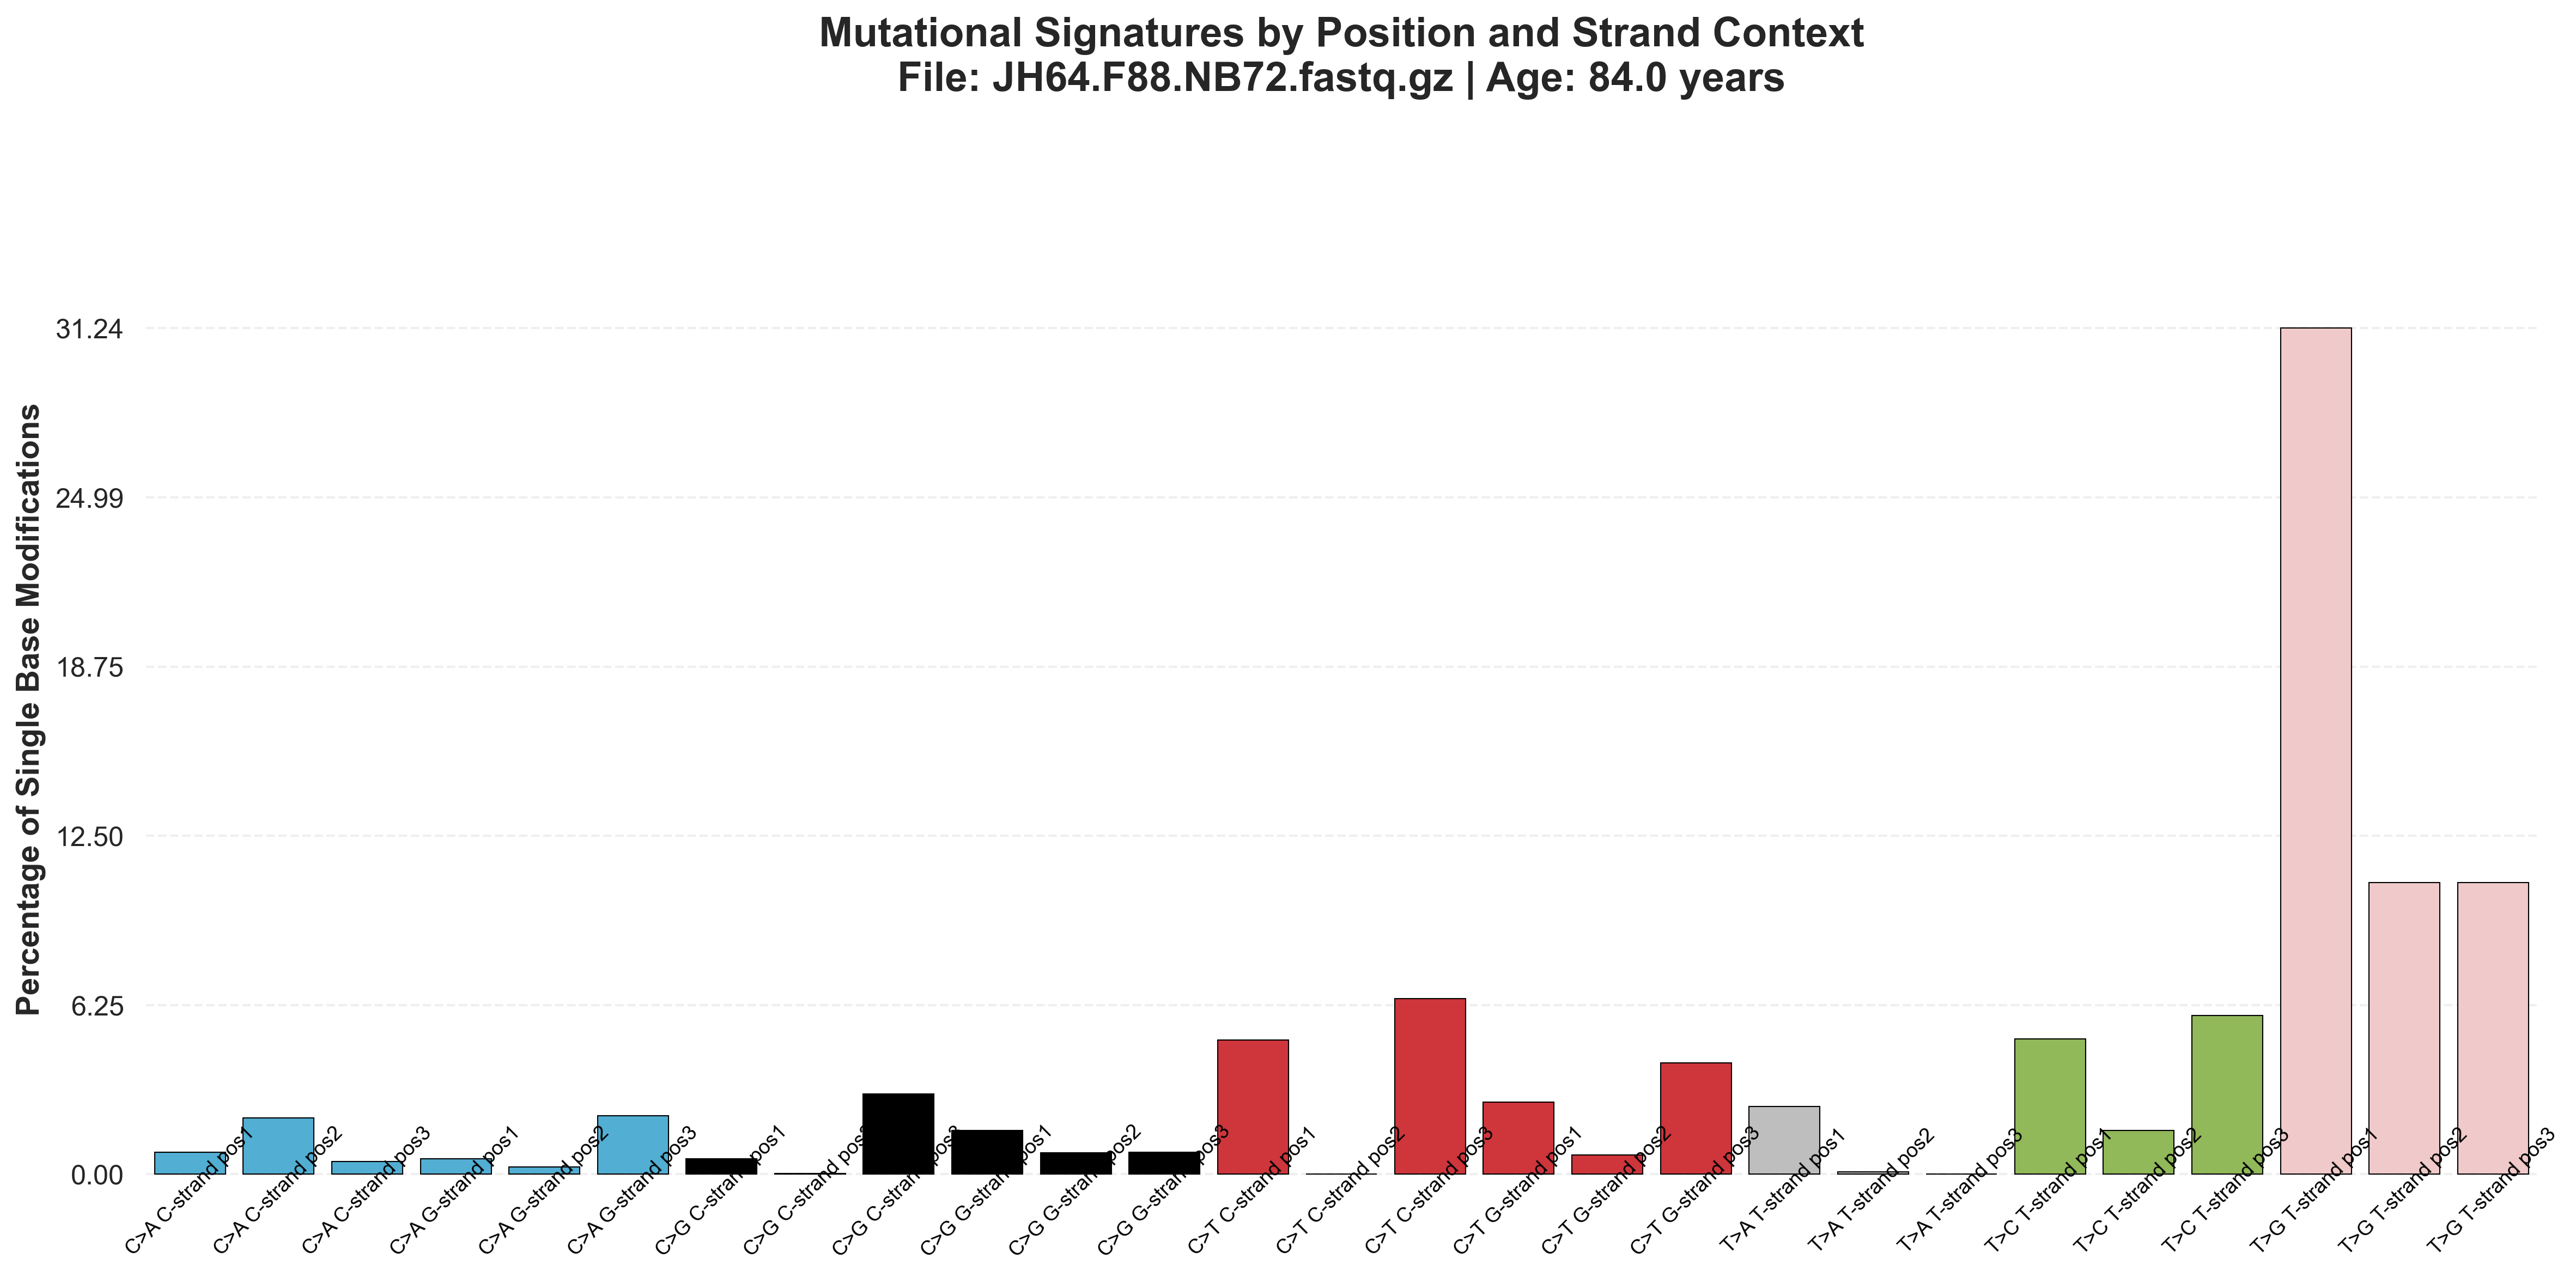 Mutational Signatures by Position and Strand Context
File: JH64.F88.NB72.fastq.gz | Age: 84.0 years
Percentage of Single Base Modifications
31.24
24.99
18.75
12.50
6.25
0.00
C>A C-strand pos1
C>A C-strand pos2
C>A C-strand pos3
C>A G-strand pos1
C>A G-strand pos2
C>A G-strand pos3
C>G C-strand pos1
C>G C-strand pos2
C>G C-strand pos3
C>G G-strand pos1
C>G G-strand pos2
C>G G-strand pos3
C>T C-strand pos1
C>T C-strand pos2
C>T C-strand pos3
C>T G-strand pos1
C>T G-strand pos2
C>T G-strand pos3
T>A T-strand pos1
T>A T-strand pos2
T>A T-strand pos3
T>C T-strand pos1
T>C T-strand pos2
T>C T-strand pos3
T>G T-strand pos1
T>G T-strand pos2
T>G T-strand pos3